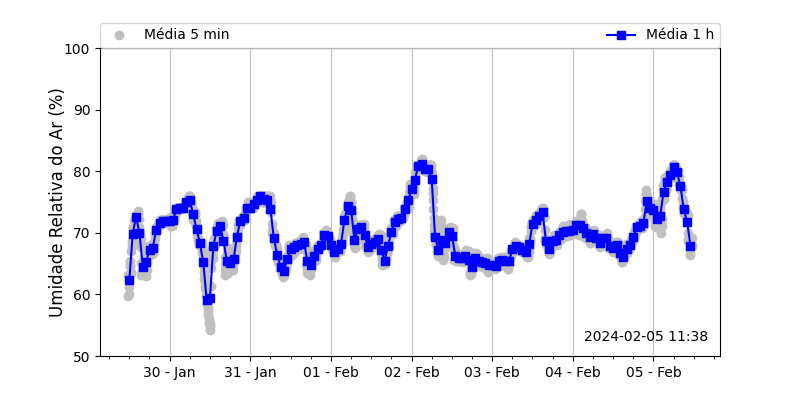 Média 5 min
Média 1 h
Umidade Relativa do Ar (%)
100
90
80
70
60
50
2024-02-05 11:38
30 - Jan
31 - Jan
01 - Feb
02 - Feb
03 - Feb
04 - Feb
05 - Feb